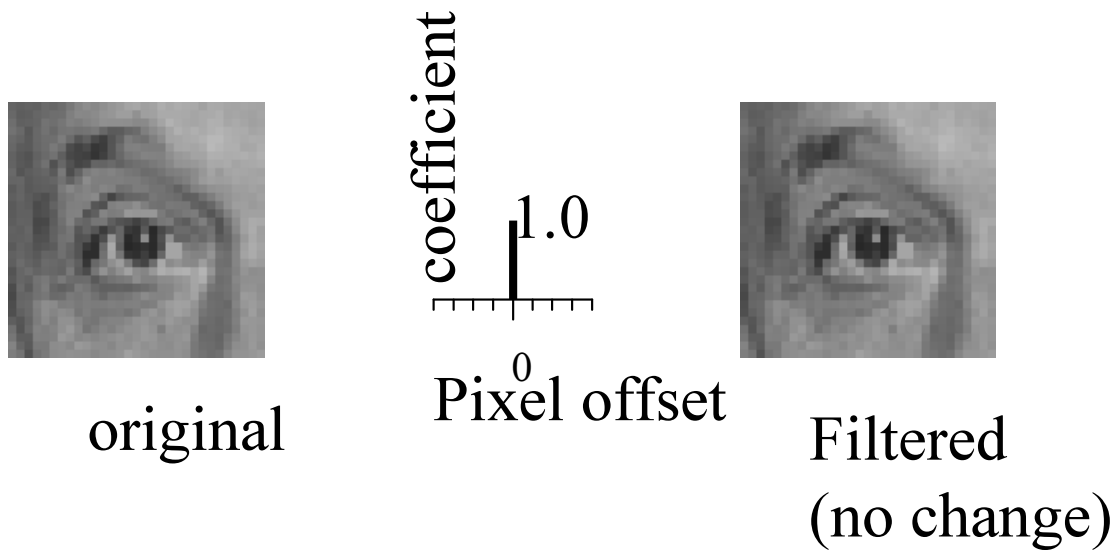 coefficient
1.0
0
Pixel offset
original
Filtered
(no change)